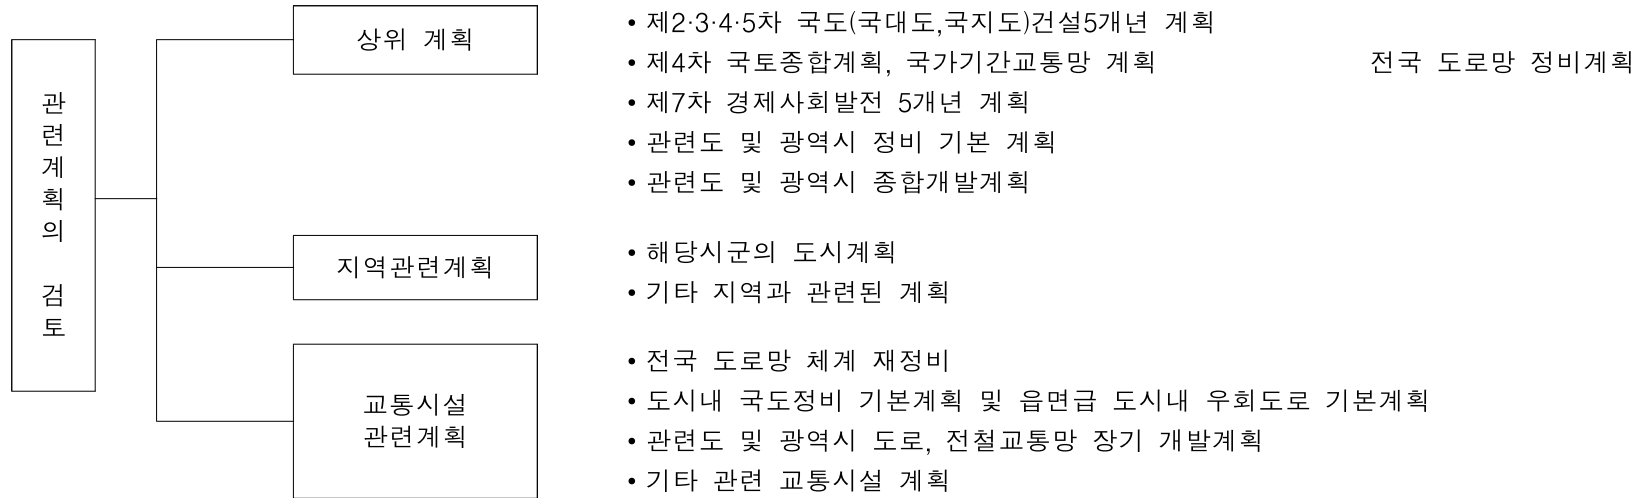 관련계획의 검토
상위 계획
• 제2·3·4·5차 국도(국대도,국지도)건설5개년 계획
• 제4차 국토종합계획, 국가기간교통망 계획 전국 도로망 정비계획
• 제7차 경제사회발전 5개년 계획
• 관련도 및 광역시 정비 기본 계획
• 관련도 및 광역시 종합개발계획
지역관련계획
• 해당시군의 도시계획
• 기타 지역과 관련된 계획
교통시설
관련계획
• 전국 도로망 체계 재정비
• 도시내 국도정비 기본계획 및 읍면급 도시내 우회도로 기본계획
• 관련도 및 광역시 도로, 전철교통망 장기 개발계획
• 기타 관련 교통시설 계획